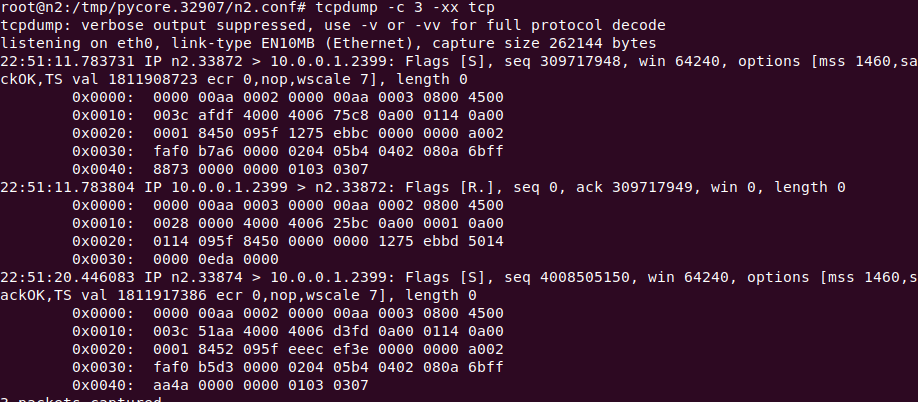 root@n2:/tmp/pycore.32907/n2.conf# tcpdump -c 3 -xx tcp
tcpdump: verbose output suppressed, use -v or -vv for full protocol decode
listening on eth0, link-type EN10MB (Ethernet), capture size 262144 bytes
22:51:11.783731 IP n2.33872 > 10.0.0.1.2399: Flags [S], seq 309717948, win 64240, options [mss 1460,sa
ckOK,TS val 1811908723 ecr 0,nop,wscale 7], length 0
0x0000:  0000 00aa 0002 0000 00aa 0003 0800 4500
0x0010:  003c afdf 4000 4006 75c8 0a00 0114 0a00
0x0020:  0001 8450 095f 1275 ebbc 0000 0000 a002
0x0030:  faf0 b7a6 0000 0204 05b4 0402 080a 6bff
0x0040:  8873 0000 0000 0103 0307
22:51:11.783804 IP 10.0.0.1.2399 > n2.33872: Flags [R.], seq 0, ack 309717949, win 0, length 0
0x0000:  0000 00aa 0003 0000 00aa 0002 0800 4500
0x0010:  0028 0000 4000 4006 25bc 0a00 0001 0a00
0x0020:  0114 095f 8450 0000 0000 1275 ebbd 5014
0x0030:  0000 0eda 0000
22:51:20.446083 IP n2.33874 > 10.0.0.1.2399: Flags [S], seq 4008505150, win 64240, options [mss 1460,s
ackOK,TS val 1811917386 ecr 0,nop,wscale 7], length 0
0x0000:  0000 00aa 0002 0000 00aa 0003 0800 4500
0x0010:  003c 51aa 4000 4006 d3fd 0a00 0114 0a00
0x0020:  0001 8452 095f eeec ef3e 0000 0000 a002
0x0030:  faf0 b5d3 0000 0204 05b4 0402 080a 6bff
0x0040:  aa4a 0000 0000 0103 0307
3 packets captured